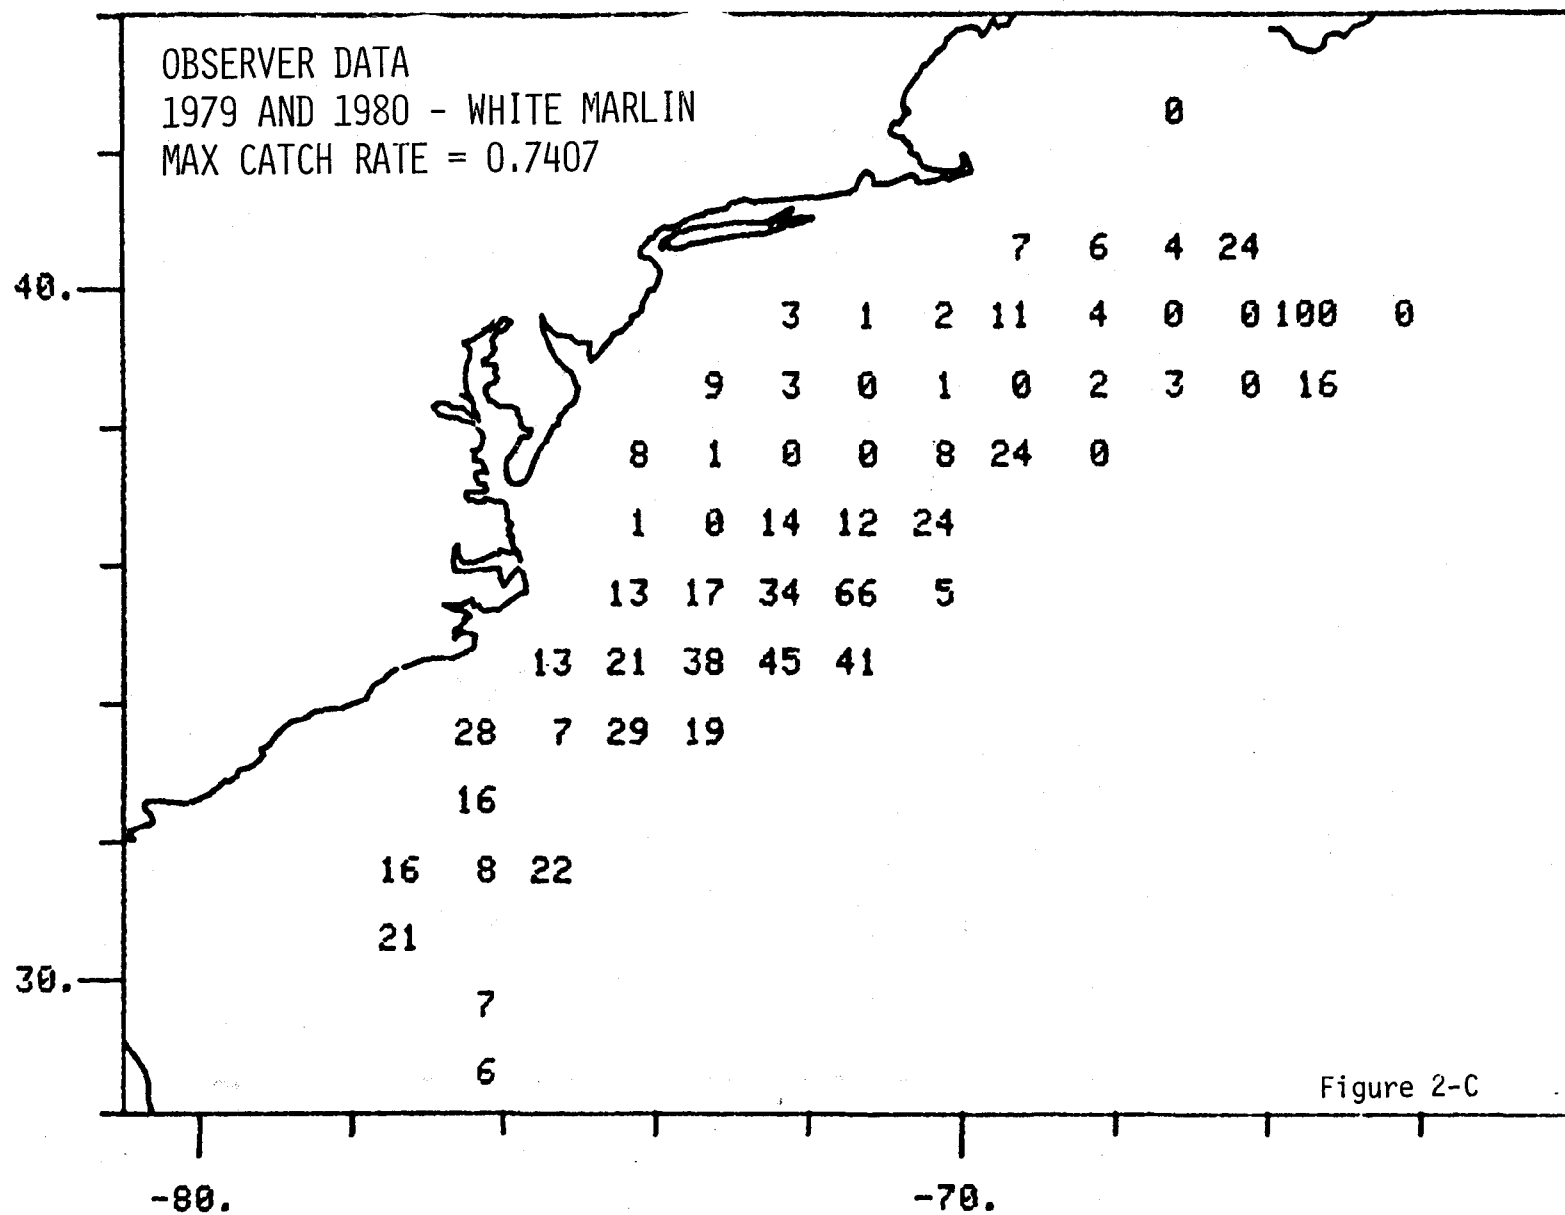 OBSERVER DATA
1979 AND 1980 - WHITE MARLIN
MAX CATCH RATE = 0.7407
0
7 6 4 24
40.
3 1 2 11 4 0 0 100 0
9 3 0 1 0 2 3 0 16
8 1 0 0 8 24 0
1 0 14 12 24
13 17 34 66 5
13 21 38 45 41
28 7 29 19
16
16 8 22
21
30.
7
6
Figure 2-C
-80. -70.